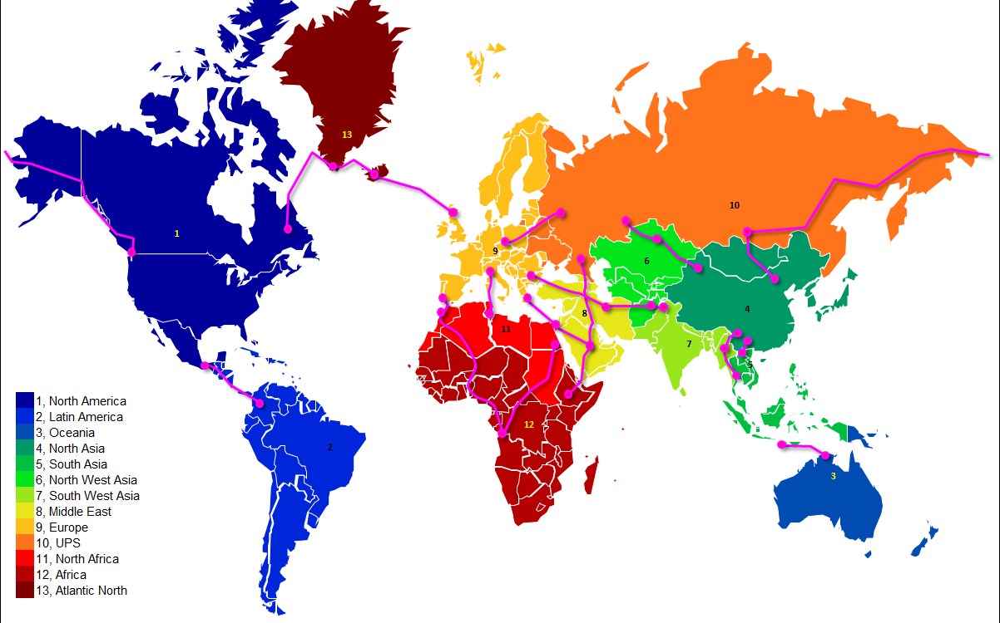 13
10
1
9
6
8
4
11
7
5
12
2
3
1, North America
2, Latin America
3, Oceania
4, North Asia
5, South Asia
6, North West Asia
7, South West Asia
8, Middle East
9, Europe
10, UPS
11, North Africa
12, Africa
13, Atlantic North